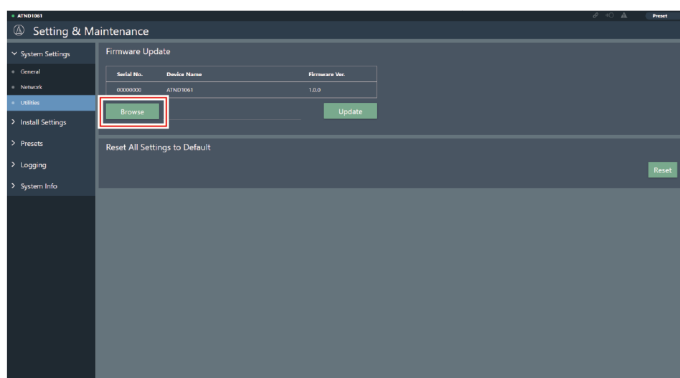 ATND1061
Preset
Setting & Maintenance
System Settings
General
Network
Utilities
Install Settings
Presets
Logging
System Info
Firmware Update
Serial No. Device Name Firmware Ver.
00000000 ATND1061 1.0.0
Browse Update
Reset All Settings to Default
Reset